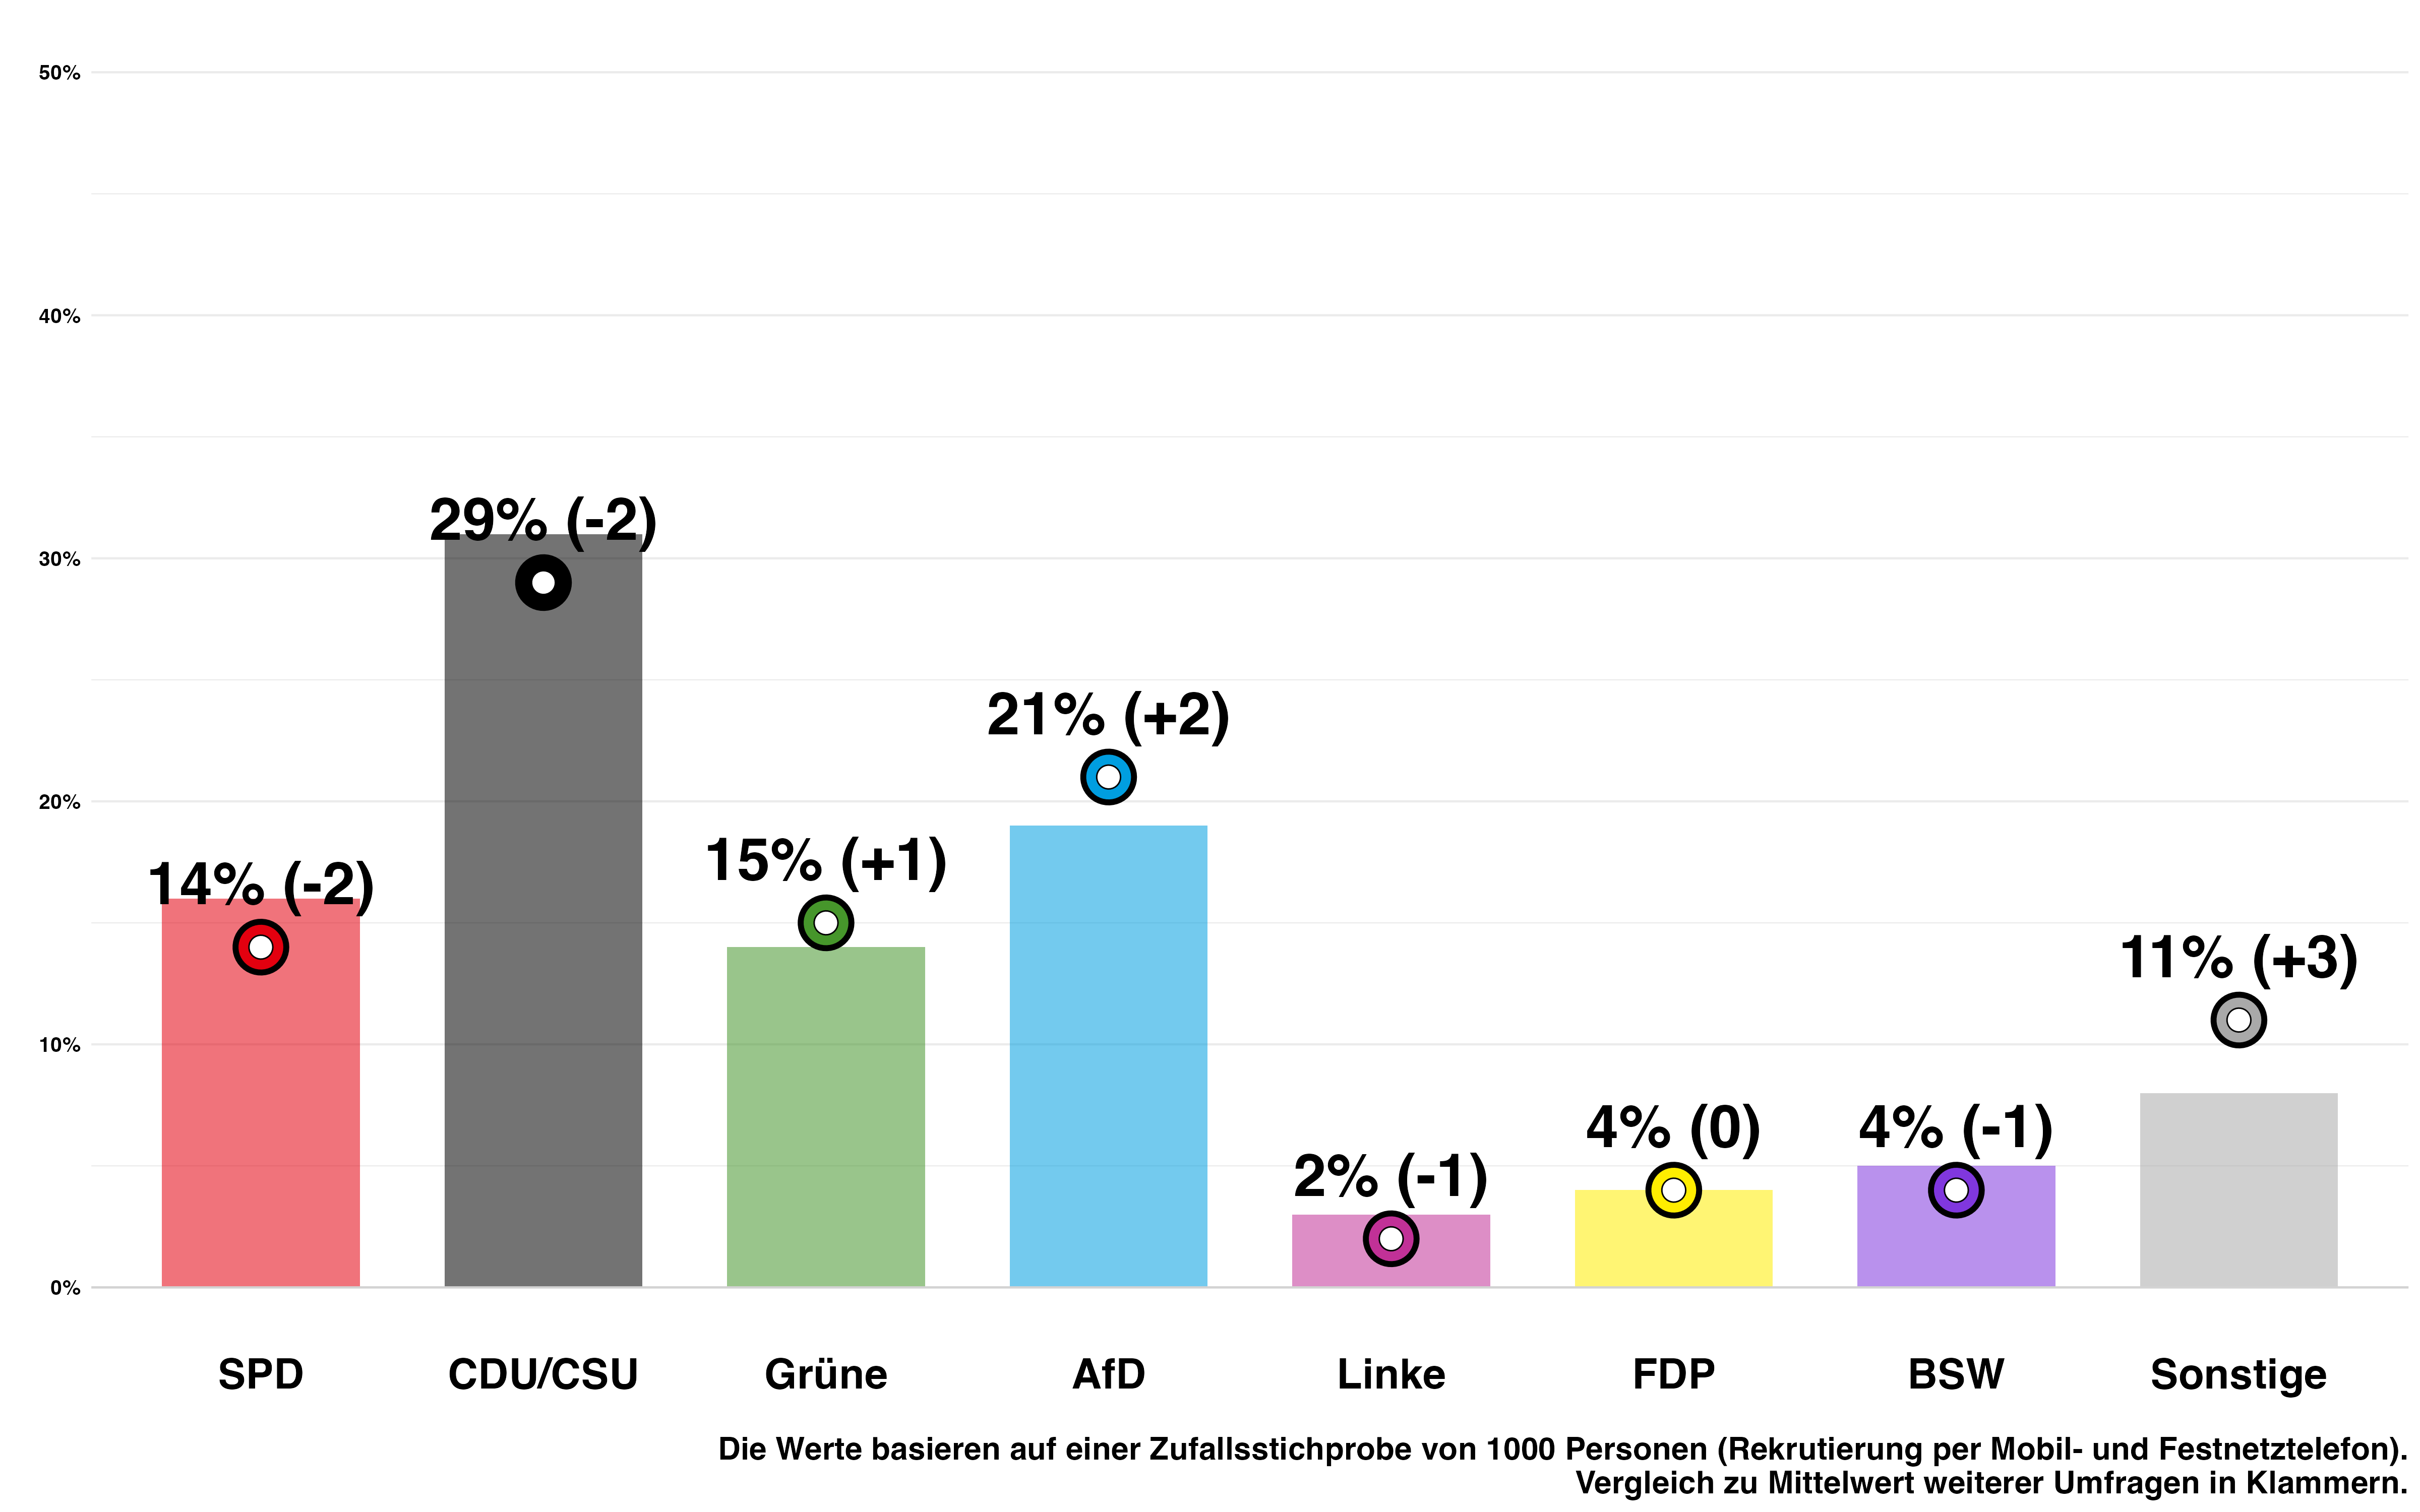 50%
40%
30%
20%
10%
0%
14% (-2)
29% (-2)
15% (+1)
21% (+2)
2% (-1)
4% (0)
4% (-1)
11% (+3)
SPD
CDU/CSU
Grüne
AfD
Linke
FDP
BSW
Sonstige
Die Werte basieren auf einer Zufallsstichprobe von 1000 Personen (Rekrutierung per Mobil- und Festnetztelefon).
Vergleich zu Mittelwert weiterer Umfragen in Klammern.